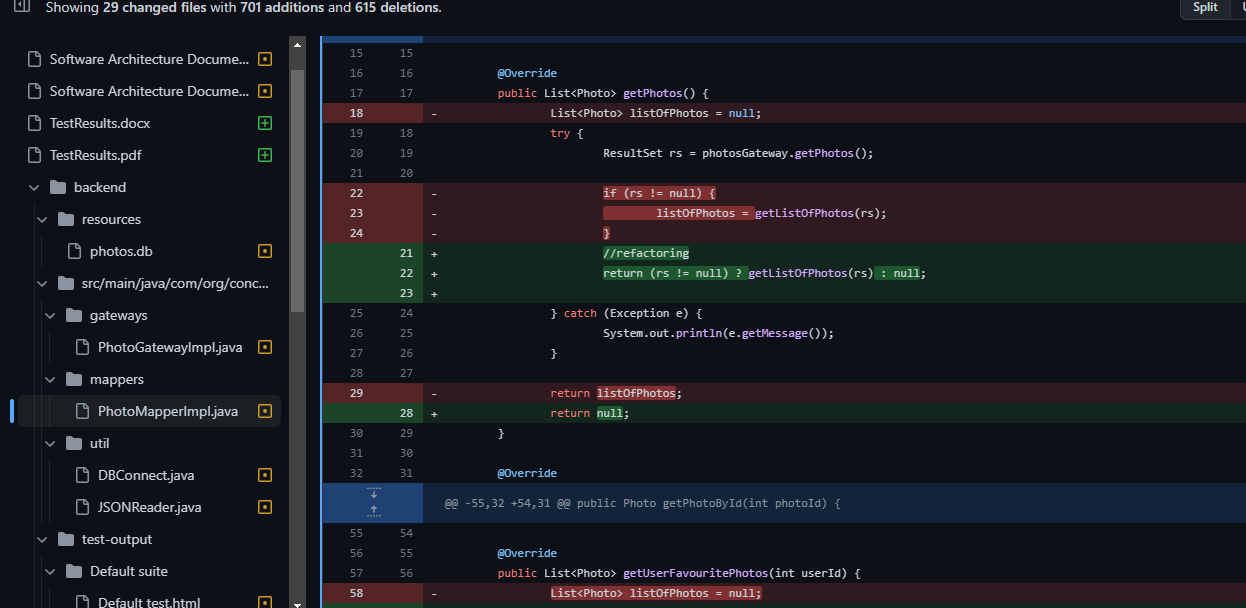 Showing 29 changed files with 701 additions and 615 deletions.
Split
Software Architecture Docume...
Software Architecture Docume...
TestResults.docx
TestResults.pdf
backend
resources
photos.db
src/main/java/com/org/conc...
gateways
PhotoGatewayImpl.java
mappers
PhotoMapperImpl.java
util
DBConnect.java
JSONReader.java
test-output
Default suite
Default test.html
15 15
16 16 @Override
17 17 public List<Photo> getPhotos() {
18 - List<Photo> listOfPhotos = null;
19 18 try {
20 19 ResultSet rs = photosGateway.getPhotos();
21 20
22 - if (rs != null) {
23 - listOfPhotos = getListOfPhotos(rs);
24 - }
21 + //refactoring
22 + return (rs != null) ? getListOfPhotos(rs) : null;
23 +
25 24 } catch (Exception e) {
26 25 System.out.println(e.getMessage());
27 26 }
28 27
29 - return listOfPhotos;
28 + return null;
30 29 }
31 30
32 31 @Override
@@ -55,32 +54,31 @@ public Photo getPhotoById(int photoId) {
55 54
56 55 @Override
57 56 public List<Photo> getUserFavouritePhotos(int userId) {
58 - List<Photo> listOfPhotos = null;